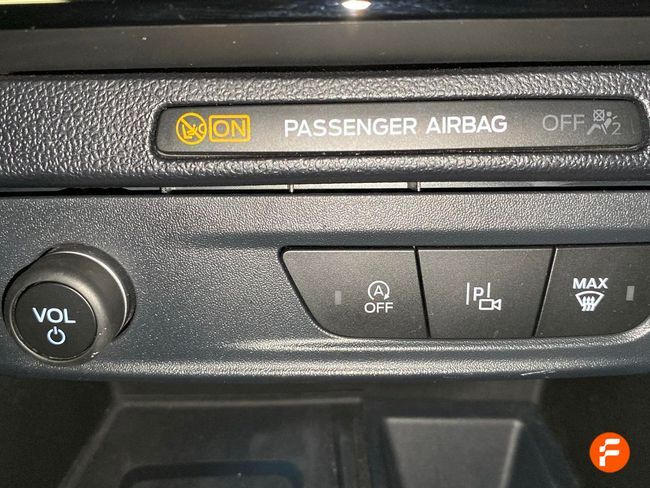 ON PASSENGER AIRBAG OFF 2
VOL
A
OFF
P
MAX